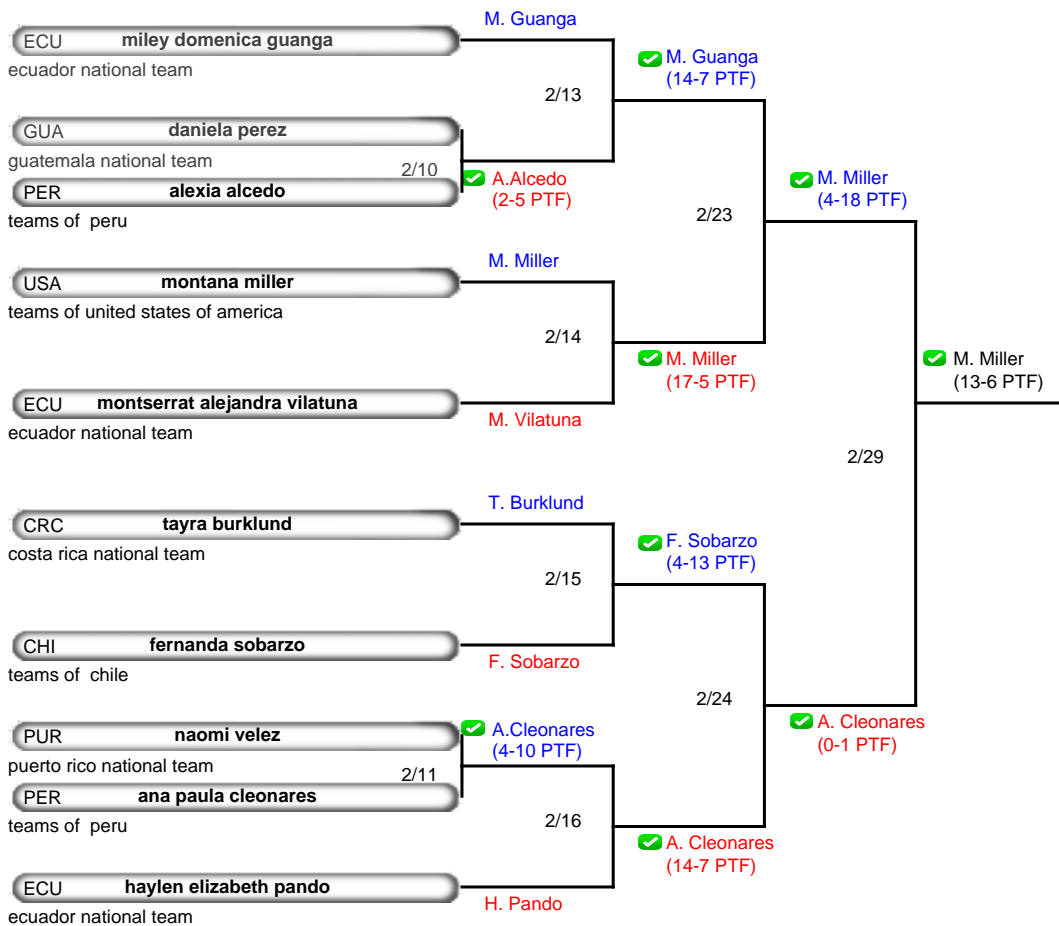 M. Guanga
ECU miley domenica guanga
ecuador national team
M. Guanga
(14-7 PTF)
2/13
GUA daniela perez
guatemala national team
2/10
PER alexia alcedo
teams of  peru
A.Alcedo
(2-5 PTF)
M. Miller
(4-18 PTF)
2/23
M. Miller
USA montana miller
teams of united states of america
2/14
M. Miller
(17-5 PTF)
M. Miller
(13-6 PTF)
ECU montserrat alejandra vilatuna
ecuador national team
M. Vilatuna
2/29
T. Burklund
CRC tayra burklund
costa rica national team
F. Sobarzo
(4-13 PTF)
2/15
CHI fernanda sobarzo
teams of  chile
F. Sobarzo
2/24
A. Cleonares
(0-1 PTF)
PUR naomi velez
puerto rico national team
A.Cleonares
(4-10 PTF)
2/11
PER ana paula cleonares
teams of  peru
2/16
A. Cleonares
(14-7 PTF)
ECU haylen elizabeth pando
ecuador national team
H. Pando